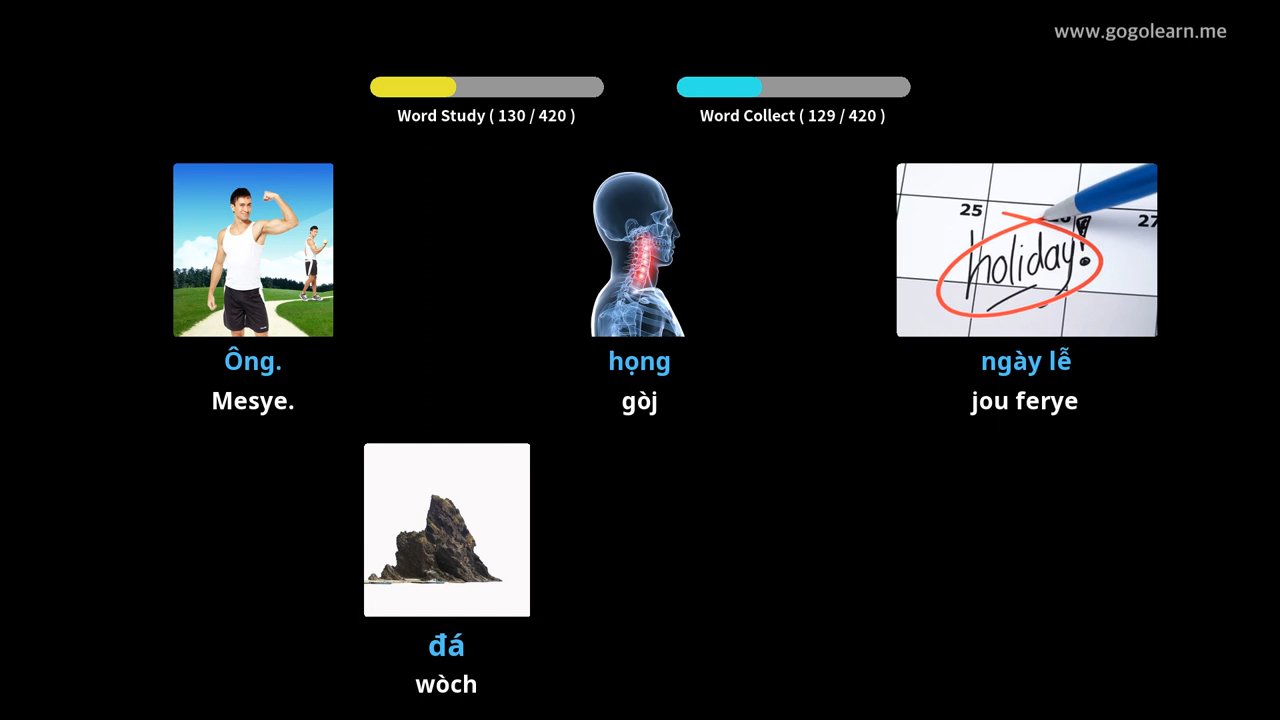 www.gogolearn.me
Word Study ( 130 / 420 )
Word Collect ( 129 / 420 )
25
27
holiday!
Ông.
Mesye.
họng
gòj
ngày lễ
jou ferye
đá
wòch